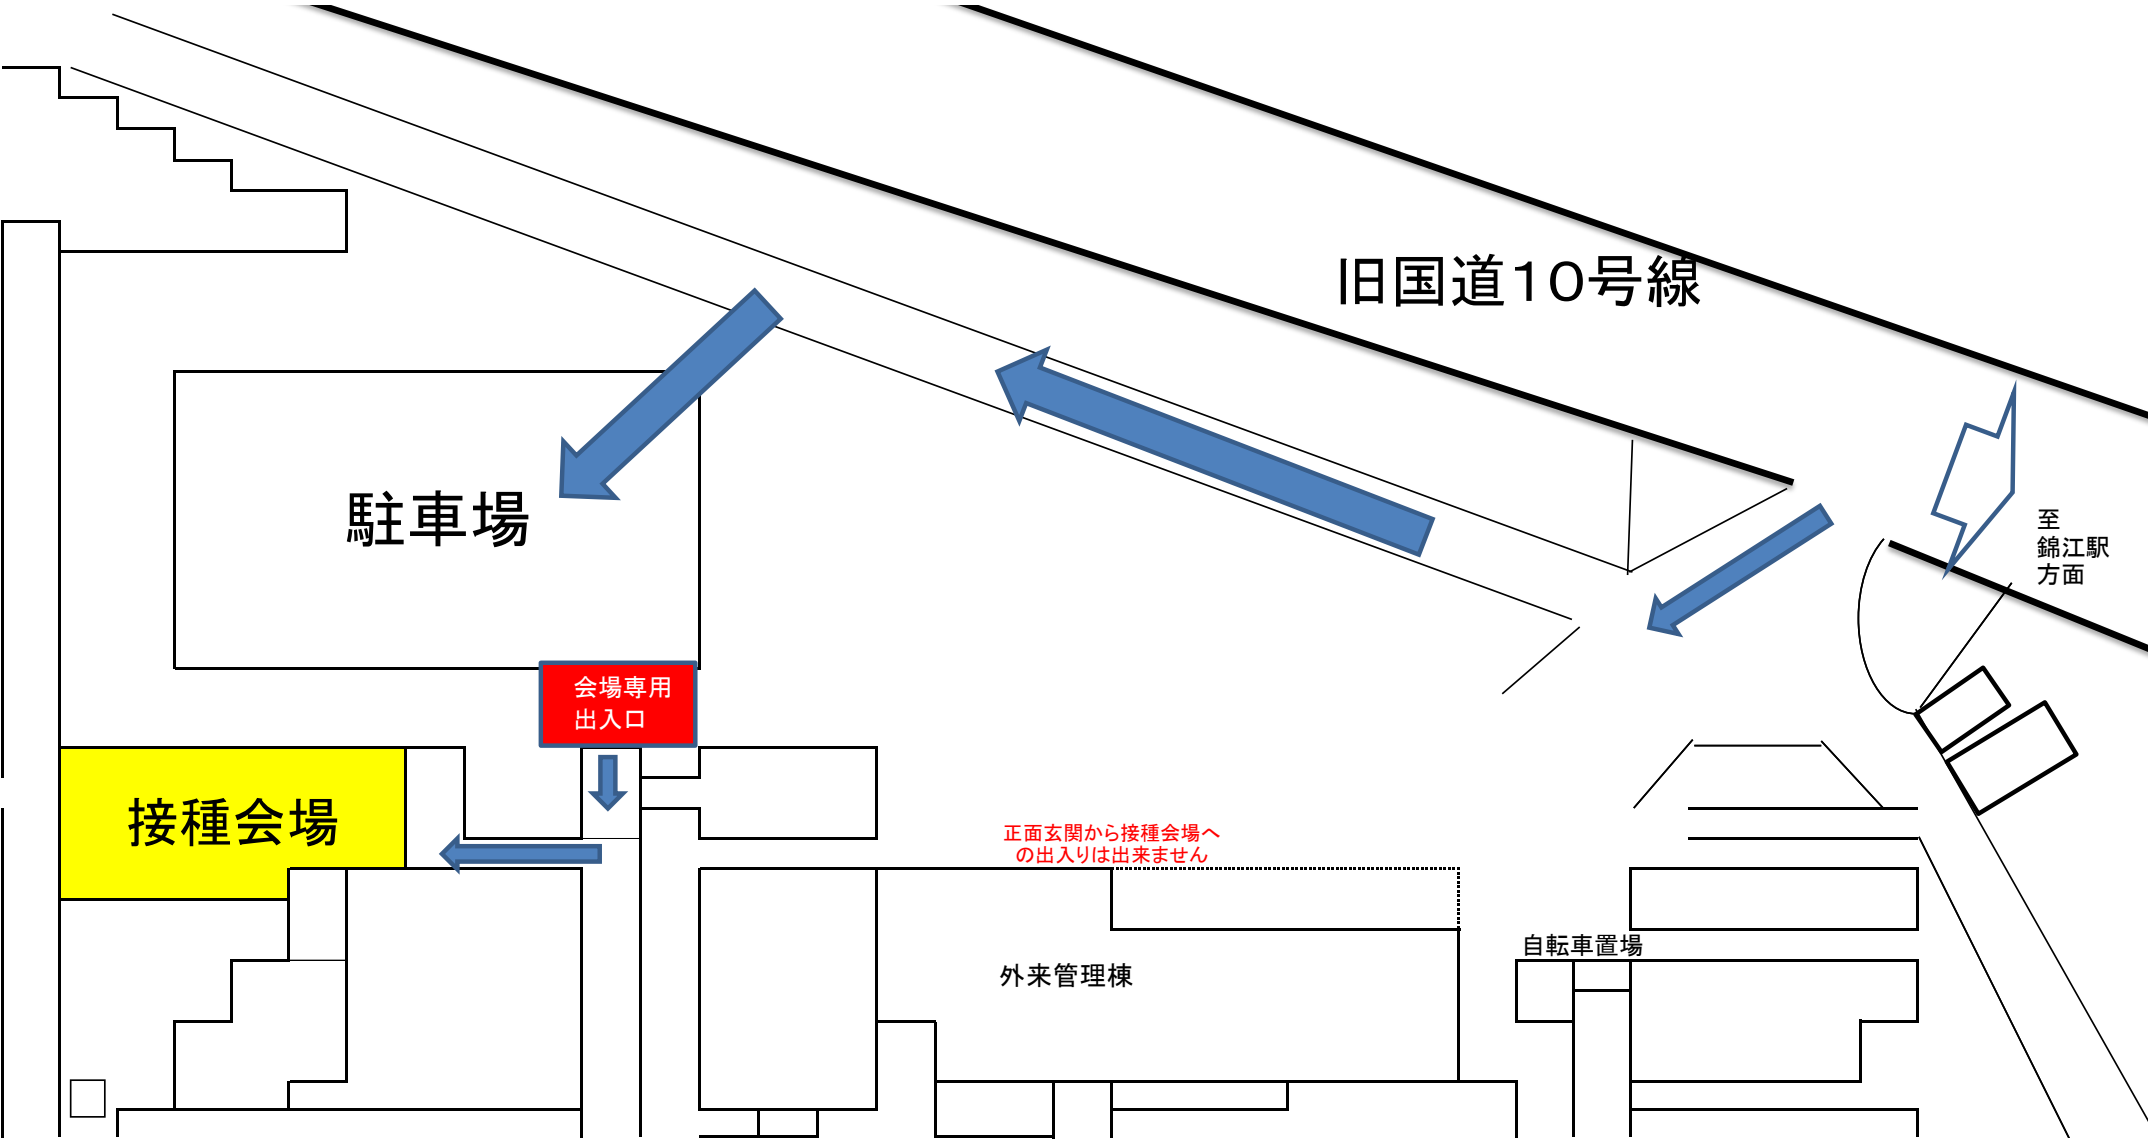 旧国道１０号線
至
錦江駅
方面
駐車場
会場専用
出入口
接種会場
正面玄関から接種会場へ
の出入りは出来ません
自転車置場
外来管理棟